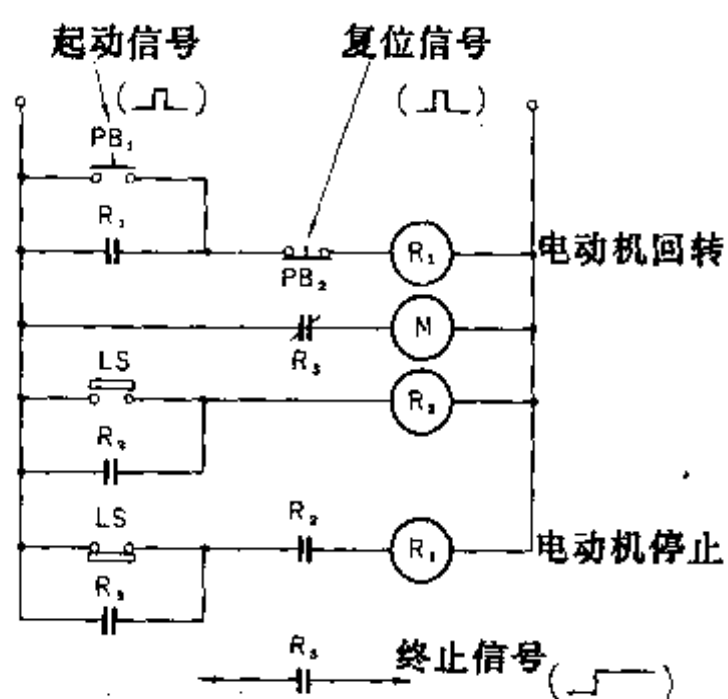 起动信号 复位信号
PB₁
R₁
PB₂
R₁ 电动机回转
R₃
M
LS
R₂
R₂
LS
R₂
R₃
电动机停止
R₃
终止信号